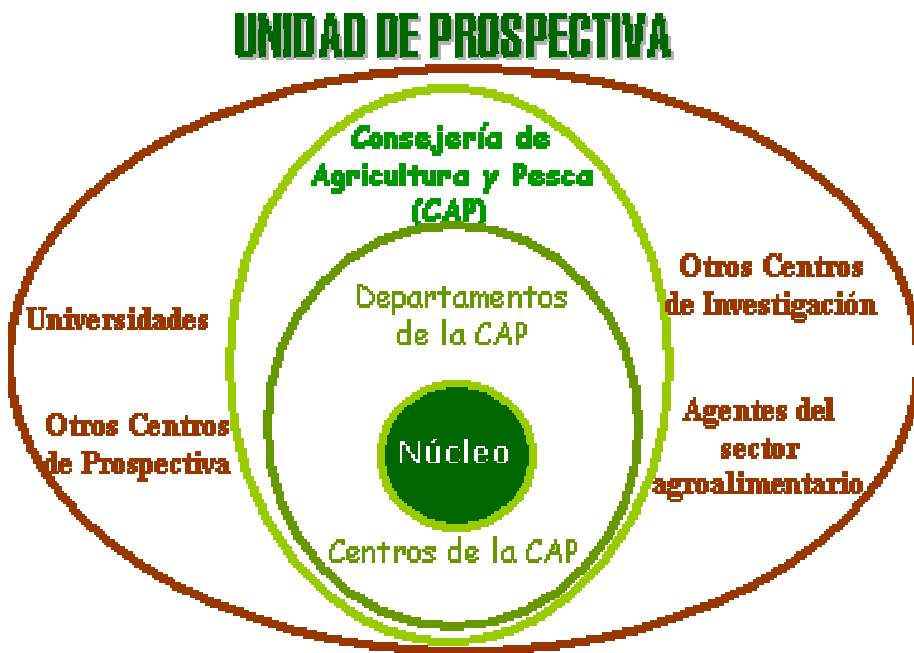 UNIDAD DE PROSPECTIVA
Consejería de
Agricultura y Pesca
(CAP)
Departamentos
de la CAP
Núcleo
Centros de la CAP
Universidades
Otros Centros
de Prospectiva
Otros Centros
de Investigación
Agentes del
sector
agroalimentario